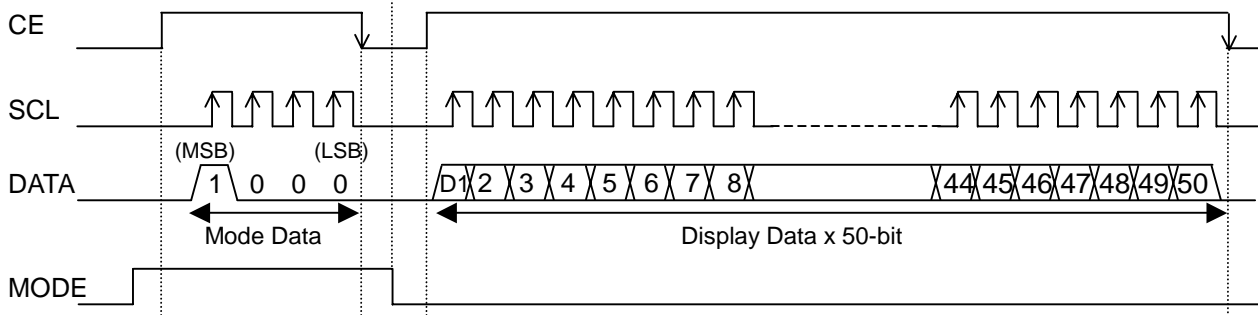 CE
SCL
(MSB) (LSB)
DATA 1 0 0 0 D1 2 3 4 5 6 7 8 44 45 46 47 48 49 50
Mode Data Display Data x 50-bit
MODE